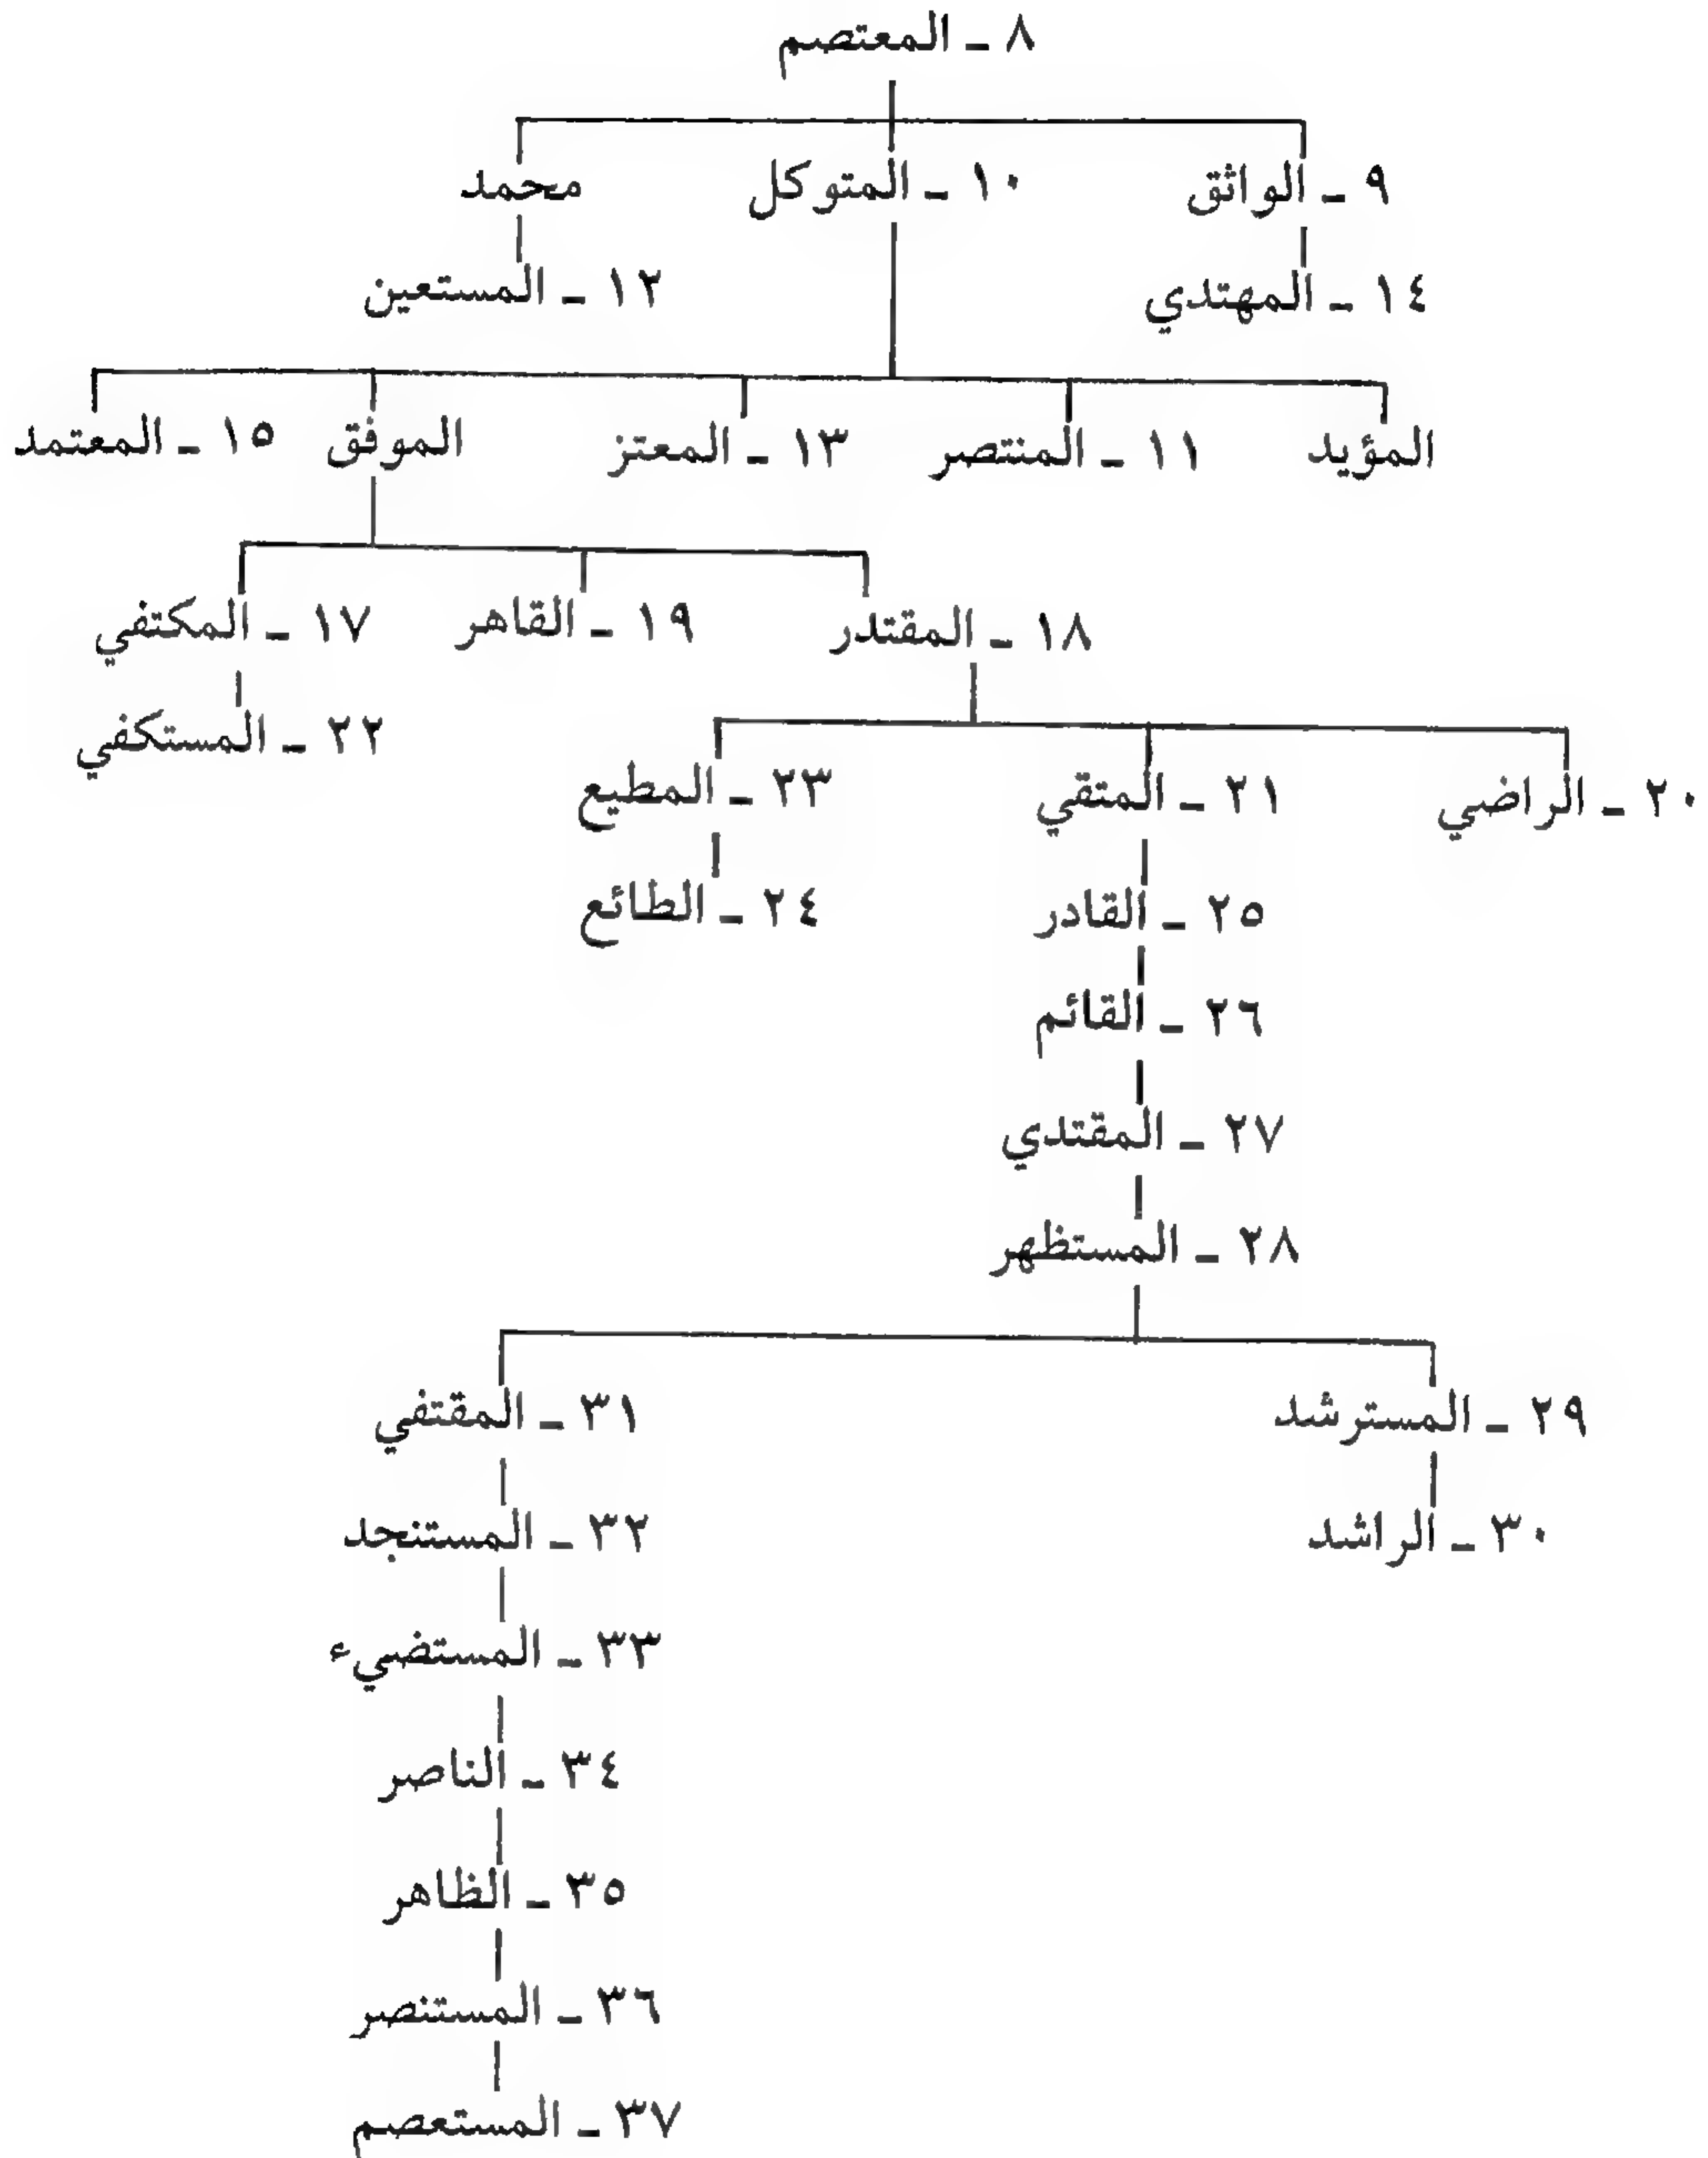 ٨ ـ المعتصم
٩ ـ الواثق ١٠ ـ المتوكل محمد
١٤ ـ المهتدي ١٢ ـ المستعين
المؤيد ١١ ـ المنتصر ١٣ ـ المعتز الموفق ١٥ ـ المعتمد
١٨ ـ المقتدر ١٩ ـ القاهر ١٧ ـ المكتفي
٢٢ ـ المستكفي
٢٠ ـ الراضي ٢١ ـ المتقي ٢٣ ـ المطيع
٢٥ ـ القادر ٢٤ ـ الطائع
٢٦ ـ القائم
٢٧ ـ المقتدي
٢٨ ـ المستظهر
٢٩ ـ المسترشد ٣١ ـ المقتفي
٣٠ ـ الراشد ٣٢ ـ المستنجد
٣٣ ـ المستضيء
٣٤ ـ الناصر
٣٥ ـ الظاهر
٣٦ ـ المستنصر
٣٧ ـ المستعصم